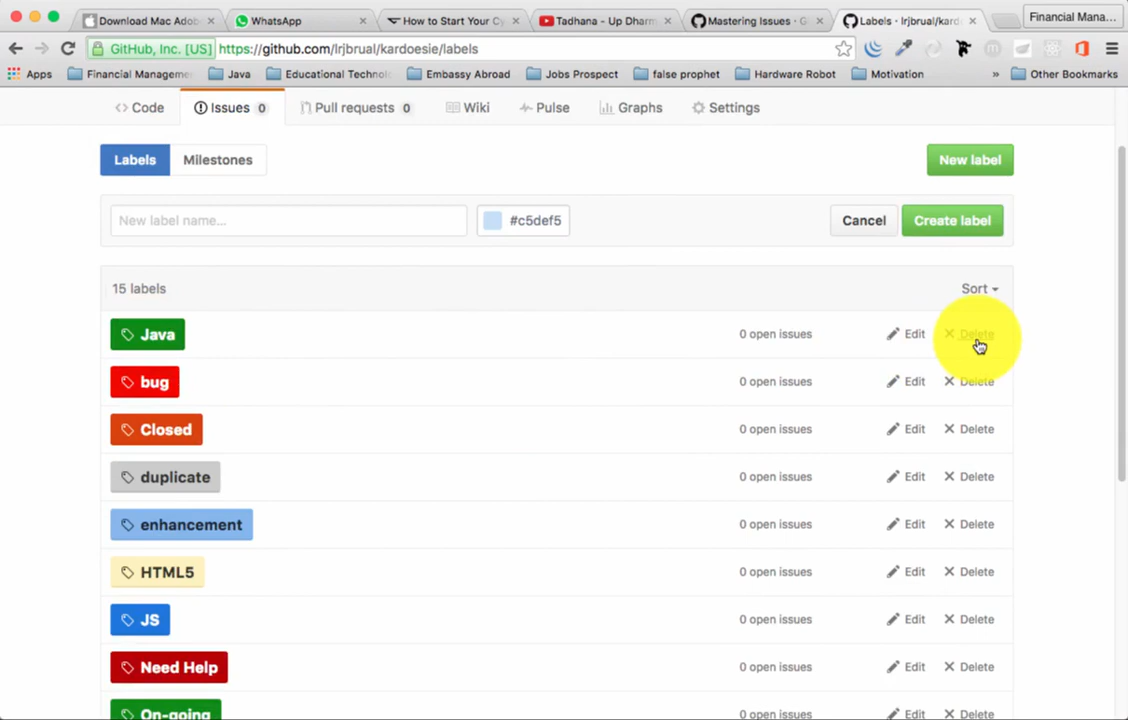 Download Mac Adob
WhatsApp
How to Start Your Cy
Tadhana - Up Dharm
Mastering Issues · G
Labels · lrjbrual/kard
Financial Mana...
GitHub, Inc. [US]
https://github.com/lrjbrual/kardoesie/labels
Apps
Financial Manageme
Java
Educational Technol
Embassy Abroad
Jobs Prospect
false prophet
Hardware Robot
Motivation
»
Other Bookmarks
Code
Issues 0
Pull requests 0
Wiki
Pulse
Graphs
Settings
Labels
Milestones
New label
New label name...
#c5def5
Cancel
Create label
15 labels
Sort
Java 0 open issues Edit Delete
bug 0 open issues Edit Delete
Closed 0 open issues Edit Delete
duplicate 0 open issues Edit Delete
enhancement 0 open issues Edit Delete
HTML5 0 open issues Edit Delete
JS 0 open issues Edit Delete
Need Help 0 open issues Edit Delete
On-going 0 open issues Edit Delete